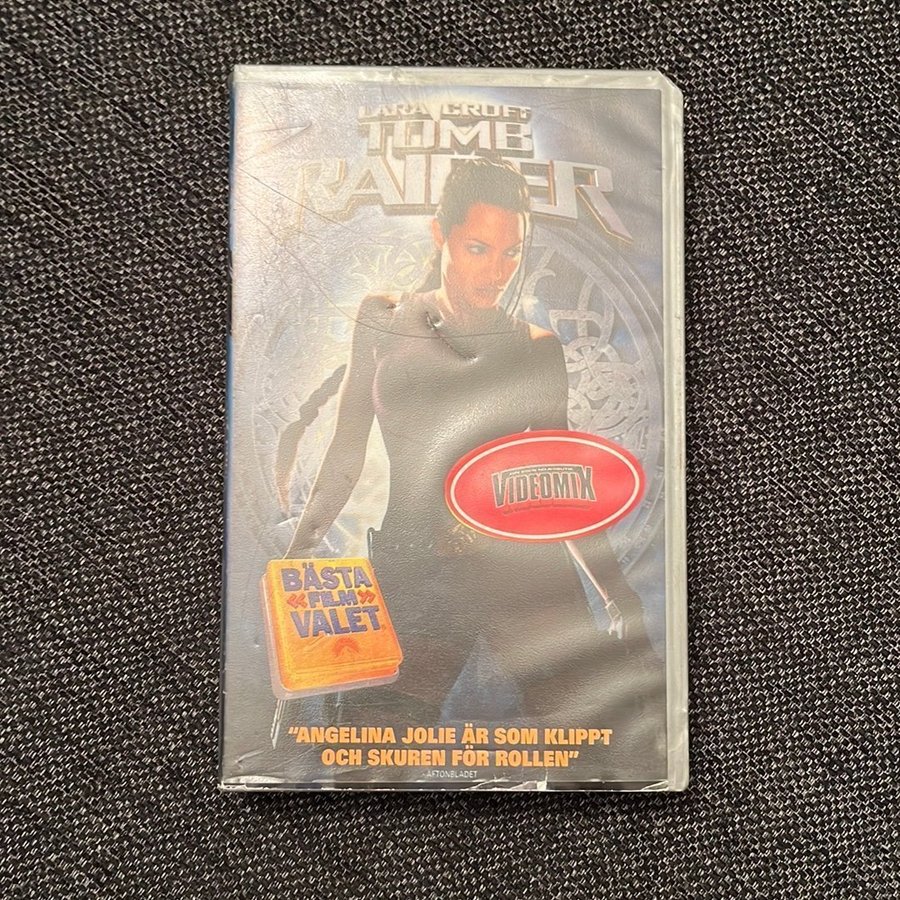 LARA CROFT
TOMB
RAIDER
VIDEOMIX
BÄSTA
«FILM»
VALET
"ANGELINA JOLIE ÄR SOM KLIPPT
OCH SKUREN FÖR ROLLEN"
- AFTONBLADET